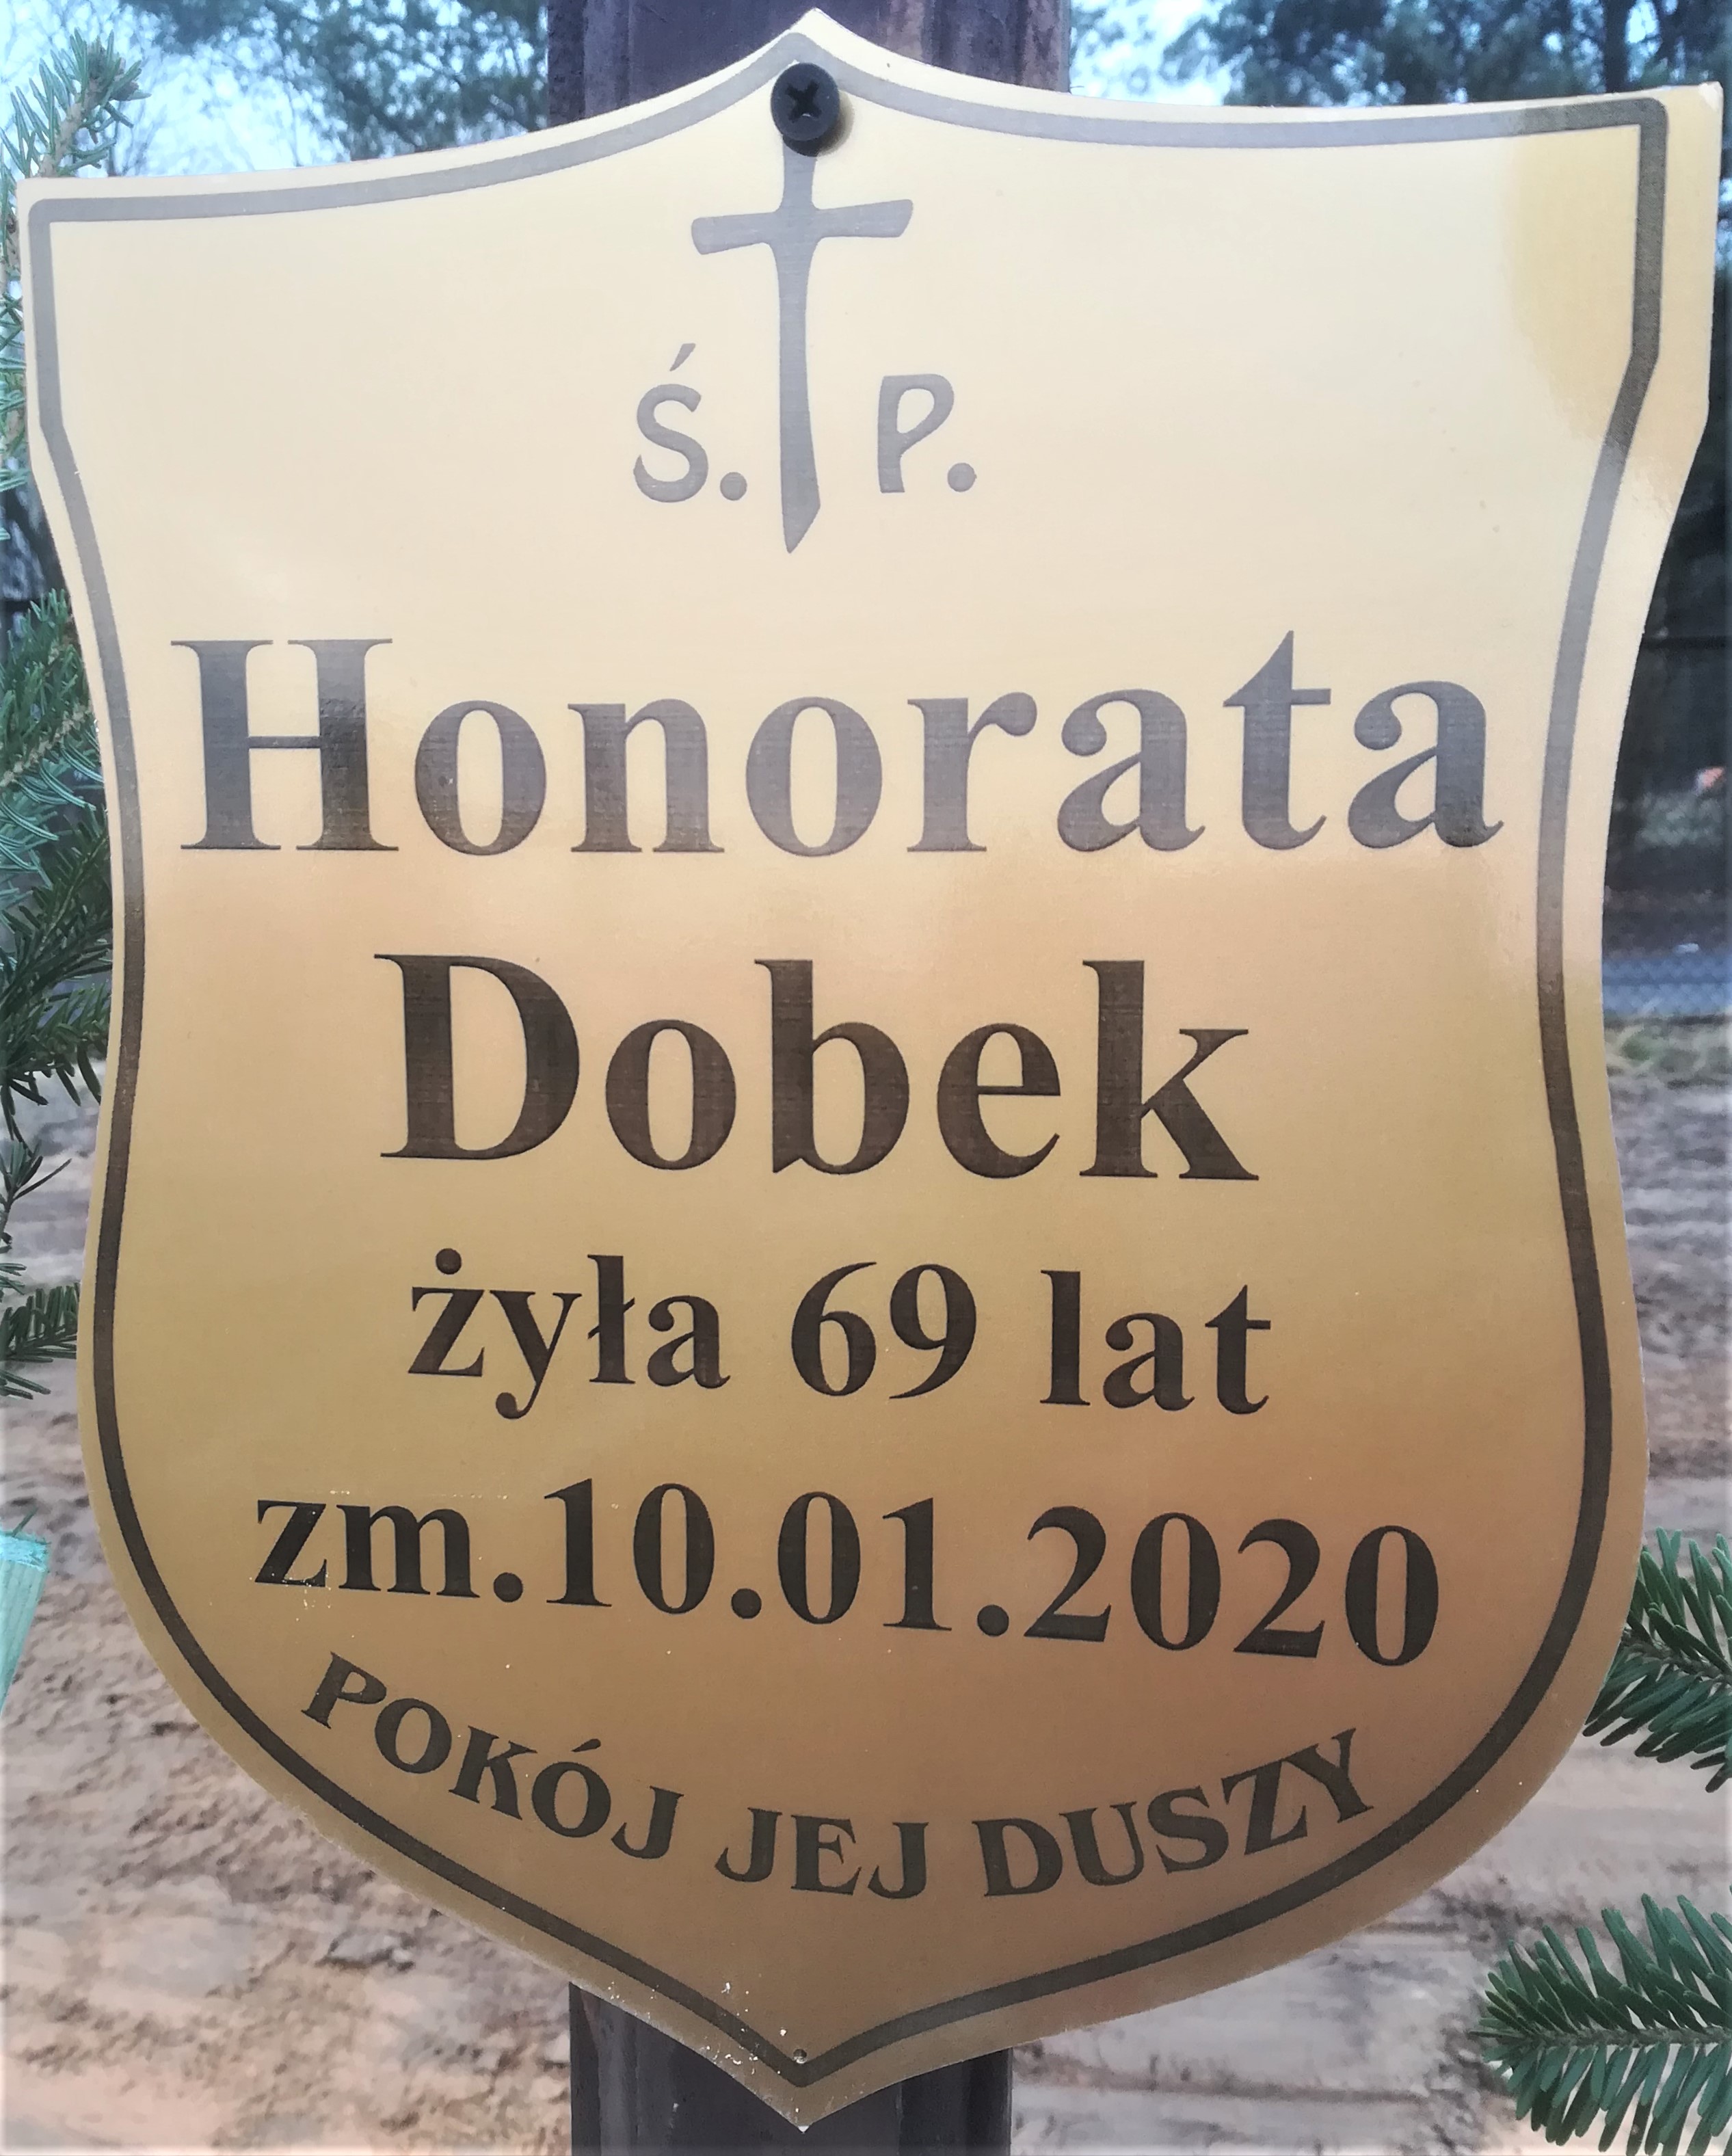 Ś. P.
Honorata
Dobek
żyła 69 lat
zm.10.01.2020
POKÓJ JEJ DUSZY